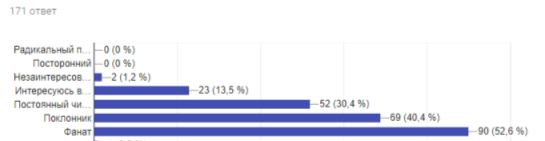 171 ответ
Радикальный п... 0 (0 %)
Посторонний 0 (0 %)
Незаинтересов... 2 (1,2 %)
Интересуюсь в... 23 (13,5 %)
Постоянный чи... 52 (30,4 %)
Поклонник 69 (40,4 %)
Фанат 90 (52,6 %)